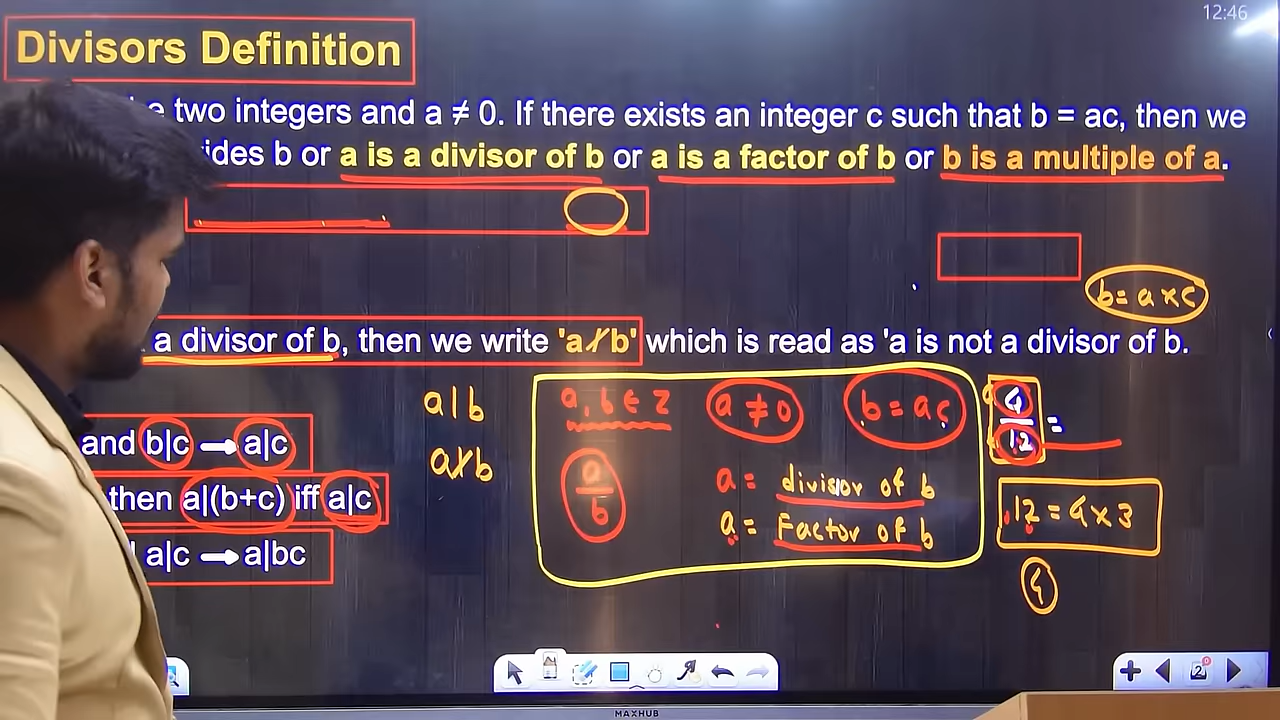 12:46
Divisors Definition
two integers and a ≠ 0. If there exists an integer c such that b = ac, then we
ides b or a is a divisor of b or a is a factor of b or b is a multiple of a.
b = a × c
a divisor of b, then we write 'a∤b' which is read as 'a is not a divisor of b.
a|b
a∤b
and b|c → a|c
then a|(b+c) iff a|c
a|c → a|bc
a, b ∈ Z a ≠ 0 b = ac
a/b
a = divisor of b
a = Factor of b
4/12 =
12 = 4 × 3
4
2
MAXHUB